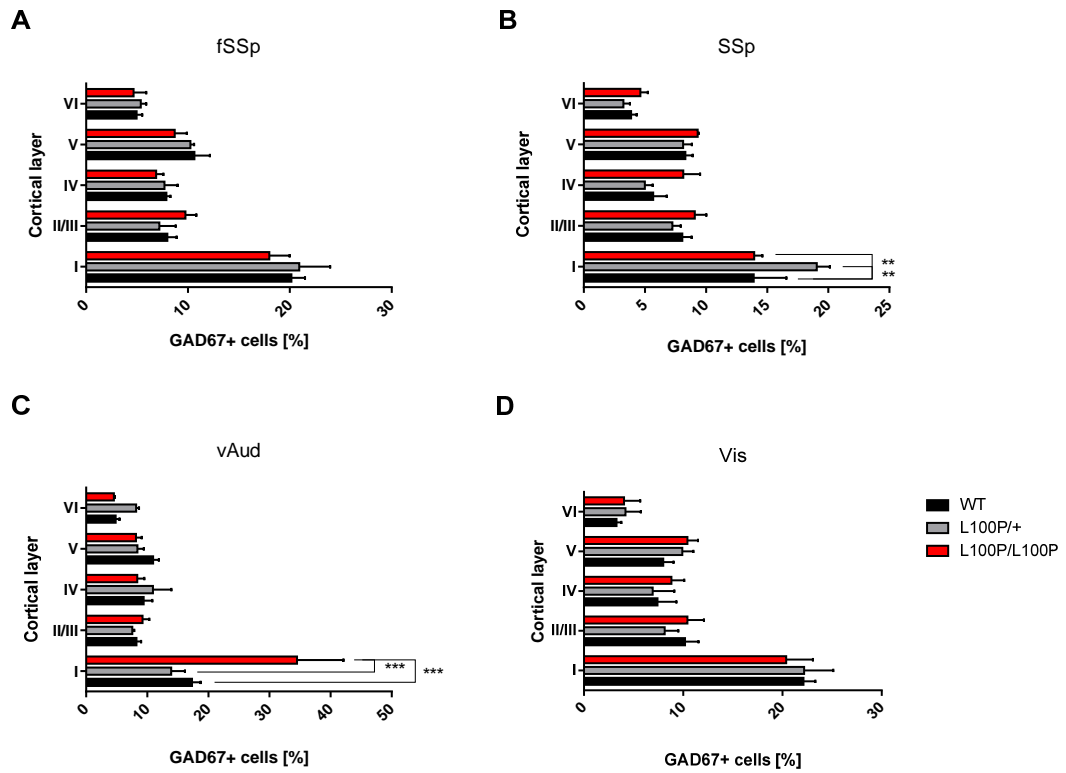 A
fSSp
Cortical layer
VI
V
IV
II/III
I
0
10
20
30
GAD67+ cells [%]
B
SSp
Cortical layer
VI
V
IV
II/III
I
**
**
0
5
10
15
20
25
GAD67+ cells [%]
C
vAud
Cortical layer
VI
V
IV
II/III
I
***
***
0
10
20
30
40
50
GAD67+ cells [%]
D
Vis
Cortical layer
VI
V
IV
II/III
I
0
10
20
30
GAD67+ cells [%]
WT
L100P/+
L100P/L100P